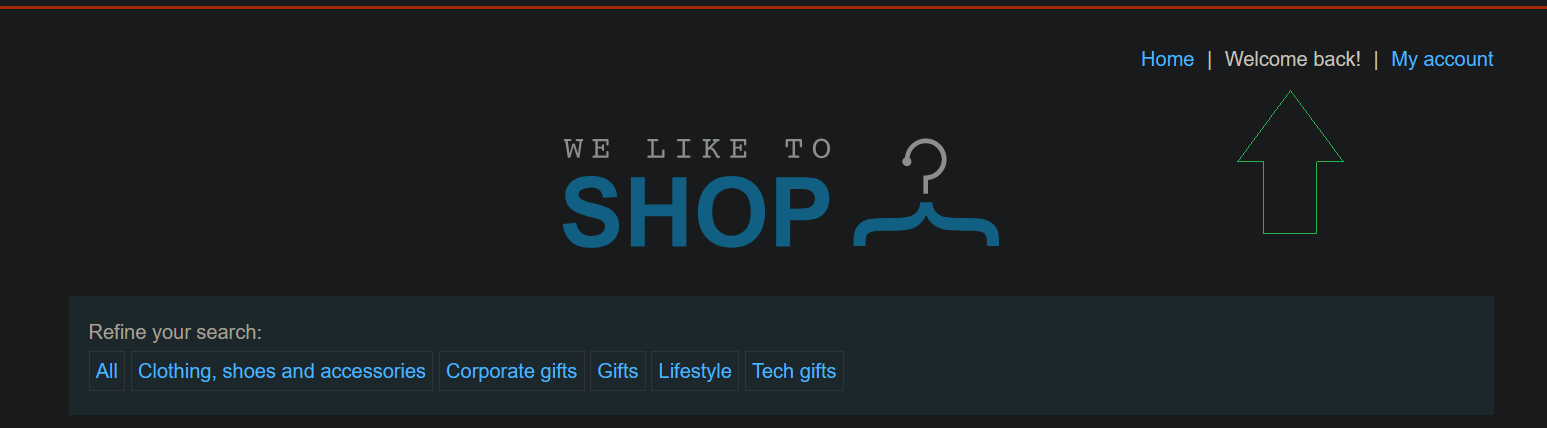 Home | Welcome back! | My account
WE LIKE TO
SHOP
Refine your search:
All Clothing, shoes and accessories Corporate gifts Gifts Lifestyle Tech gifts